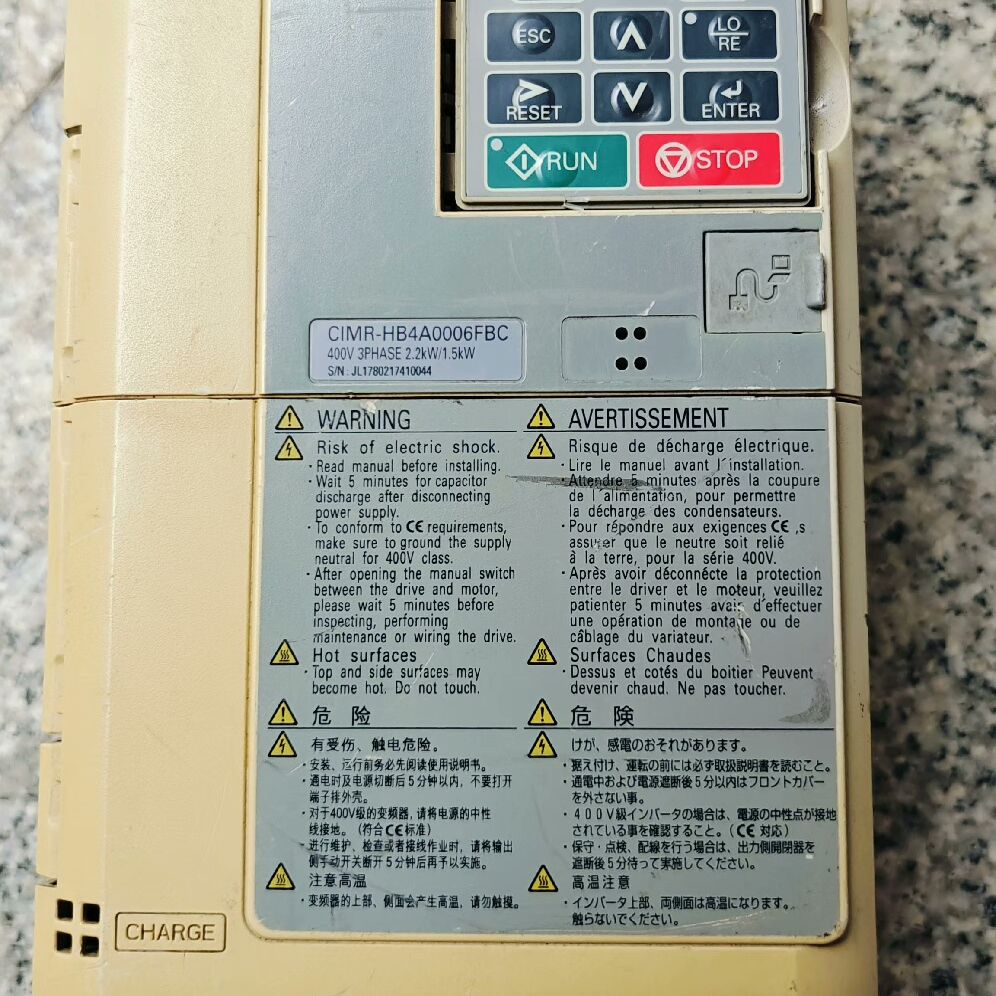 ESC
LO
RE
RESET
ENTER
RUN
STOP
CIMR-HB4A0006FBC
400V 3PHASE 2.2kW/1.5kW
S/N : JL1780217410044
WARNING
Risk of electric shock.
・Read manual before installing.
・Wait 5 minutes for capacitor
discharge after disconnecting
power supply.
・To conform to CE requirements,
make sure to ground the supply
neutral for 400V class.
・After opening the manual switch
between the drive and motor,
please wait 5 minutes before
inspecting, performing
maintenance or wiring the drive.
Hot surfaces
・Top and side surfaces may
become hot. Do not touch.
AVERTISSEMENT
Risque de décharge électrique.
・Lire le manuel avant l'installation.
・Attendre 5 minutes après la coupure
de l'alimentation, pour permettre
la décharge des condensateurs.
・Pour répondre aux exigences CE ,s
assurer que le neutre soit relié
à la terre, pour la série 400V.
・Après avoir déconnécte la protection
entre le driver et le moteur, veuillez
patienter 5 minutes avais d'effectuer
une opération de montage ou de
câblage du variateur.
Surfaces Chaudes
・Dessus et cotés du boitier Peuvent
devenir chaud. Ne pas toucher.
危 险
有受伤、触电危险。
・安装、运行前务必先阅读使用说明书。
・通电时及电源切断后5分钟以内，不要打开
端子排外壳。
・对于400V级的变频器，请将电源的中性
线接地。（符合CE标准）
・进行维护、检查或者接线作业时，请将输出
侧手动开关断开5分钟后再予以实施。
注意高温
・变频器的上部、侧面会产生高温，请勿触摸。
危 険
けが、感電のおそれがあります。
・据え付け、運転の前には必ず取扱説明書を読むこと。
・通電中および電源遮断後5分以内はフロントカバー
を外さない事。
・400V級インバータの場合は、電源の中性点が接地
されている事を確認すること。（CE 対応）
・保守・点検、配線を行う場合は、出力側開閉器を
遮断後5分待って実施してください。
高温注意
・インバータ上部、両側面は高温になります。
触らないでください。
CHARGE